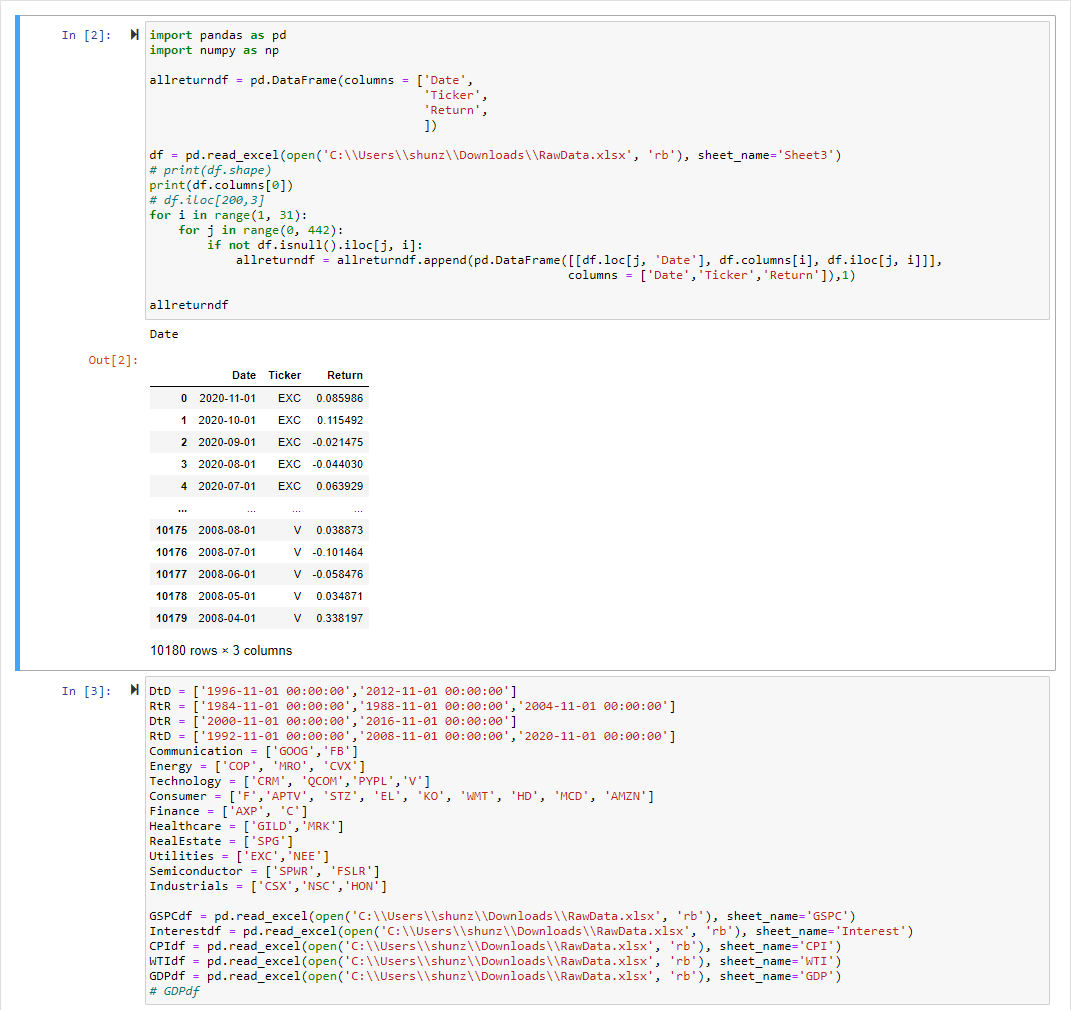 In [2]:
import pandas as pd
import numpy as np
allreturndf = pd.DataFrame(columns = ['Date',
'Ticker',
'Return',
])
df = pd.read_excel(open('C:\\Users\\shunz\\Downloads\\RawData.xlsx', 'rb'), sheet_name='Sheet3')
# print(df.shape)
print(df.columns[0])
# df.iloc[200,3]
for i in range(1, 31):
    for j in range(0, 442):
        if not df.isnull().iloc[j, i]:
            allreturndf = allreturndf.append(pd.DataFrame([[df.loc[j, 'Date'], df.columns[i], df.iloc[j, i]]],
columns = ['Date','Ticker','Return']),1)
allreturndf
Date
Out[2]:
Date Ticker Return
0 2020-11-01 EXC 0.085986
1 2020-10-01 EXC 0.115492
2 2020-09-01 EXC -0.021475
3 2020-08-01 EXC -0.044030
4 2020-07-01 EXC 0.063929
... ... ... ...
10175 2008-08-01 V 0.038873
10176 2008-07-01 V -0.101464
10177 2008-06-01 V -0.058476
10178 2008-05-01 V 0.034871
10179 2008-04-01 V 0.338197
10180 rows × 3 columns
In [3]:
DtD = ['1996-11-01 00:00:00','2012-11-01 00:00:00']
RtR = ['1984-11-01 00:00:00','1988-11-01 00:00:00','2004-11-01 00:00:00']
DtR = ['2000-11-01 00:00:00','2016-11-01 00:00:00']
RtD = ['1992-11-01 00:00:00','2008-11-01 00:00:00','2020-11-01 00:00:00']
Communication = ['GOOG','FB']
Energy = ['COP', 'MRO', 'CVX']
Technology = ['CRM', 'QCOM','PYPL','V']
Consumer = ['F','APTV', 'STZ', 'EL', 'KO', 'WMT', 'HD', 'MCD', 'AMZN']
Finance = ['AXP', 'C']
Healthcare = ['GILD','MRK']
RealEstate = ['SPG']
Utilities = ['EXC','NEE']
Semiconductor = ['SPWR', 'FSLR']
Industrials = ['CSX','NSC','HON']
GSPCdf = pd.read_excel(open('C:\\Users\\shunz\\Downloads\\RawData.xlsx', 'rb'), sheet_name='GSPC')
Interestdf = pd.read_excel(open('C:\\Users\\shunz\\Downloads\\RawData.xlsx', 'rb'), sheet_name='Interest')
CPIdf = pd.read_excel(open('C:\\Users\\shunz\\Downloads\\RawData.xlsx', 'rb'), sheet_name='CPI')
WTIdf = pd.read_excel(open('C:\\Users\\shunz\\Downloads\\RawData.xlsx', 'rb'), sheet_name='WTI')
GDPdf = pd.read_excel(open('C:\\Users\\shunz\\Downloads\\RawData.xlsx', 'rb'), sheet_name='GDP')
# GDPdf